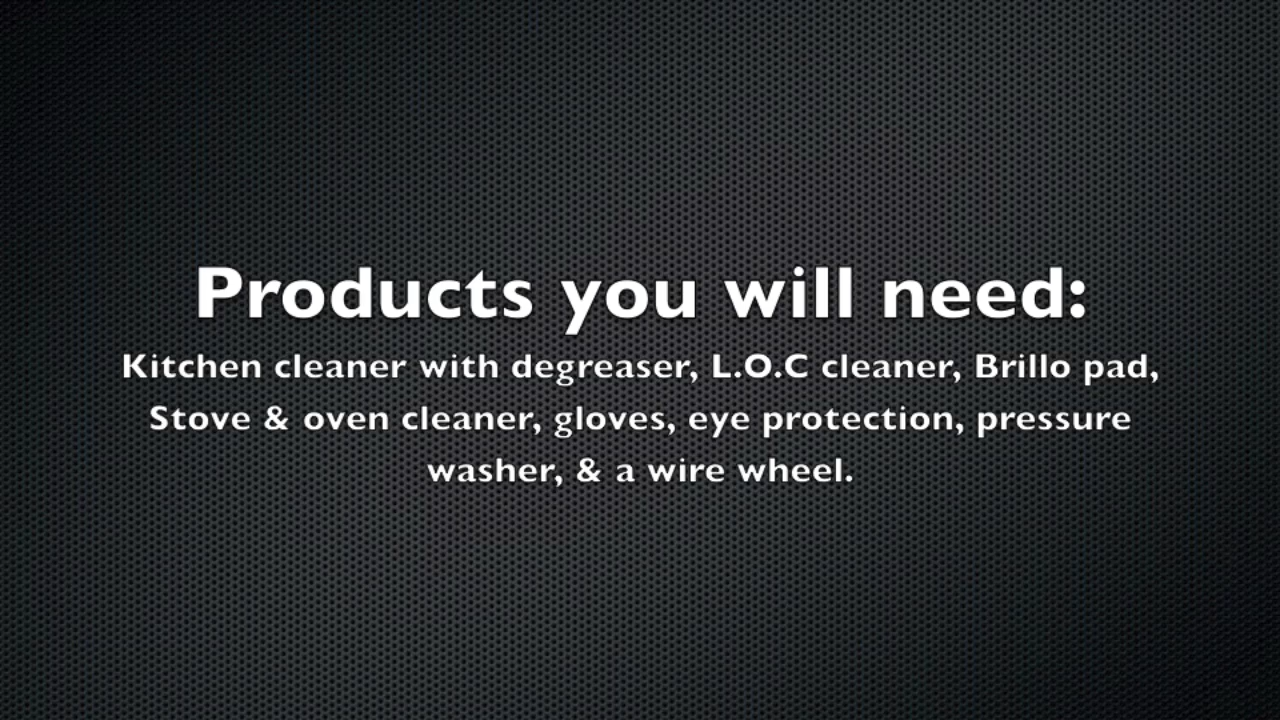 Products you will need:
Kitchen cleaner with degreaser, L.O.C cleaner, Brillo pad,
Stove & oven cleaner, gloves, eye protection, pressure
washer, & a wire wheel.